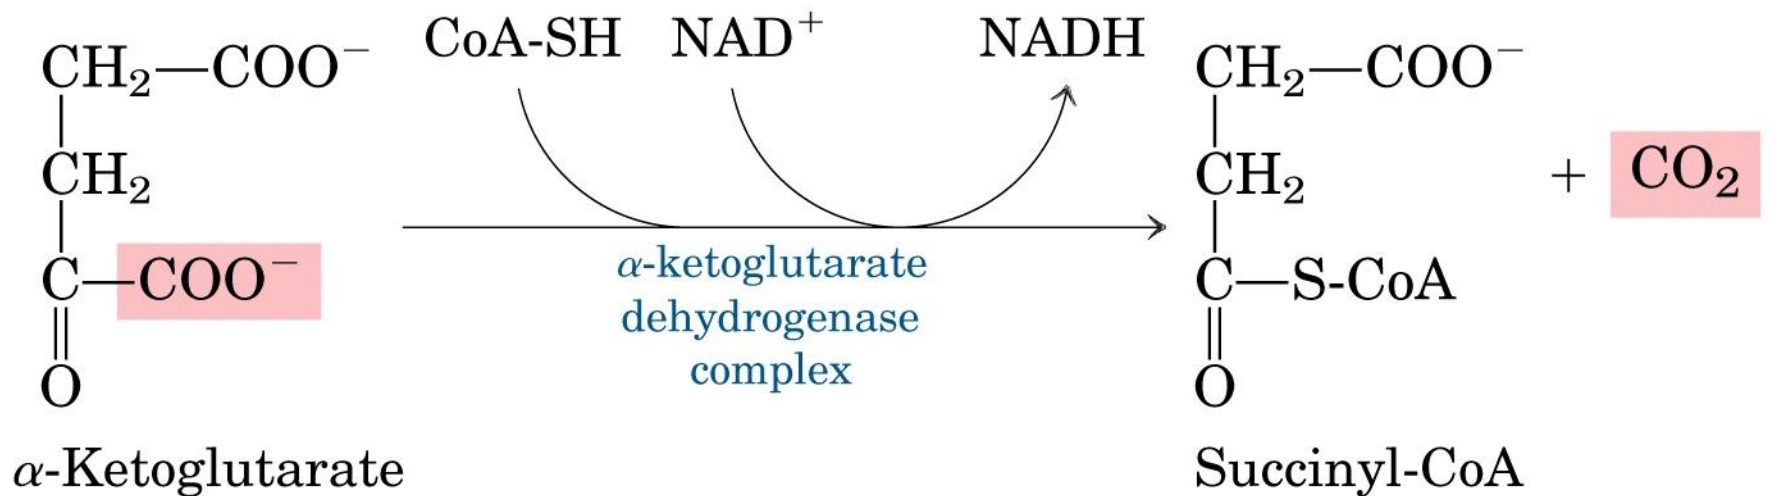 CoA-SH NAD⁺ NADH
CH₂—COO⁻
CH₂
C—COO⁻
O
α-Ketoglutarate
α-ketoglutarate
dehydrogenase
complex
CH₂—COO⁻
CH₂
C—S-CoA
O
Succinyl-CoA
+ CO₂